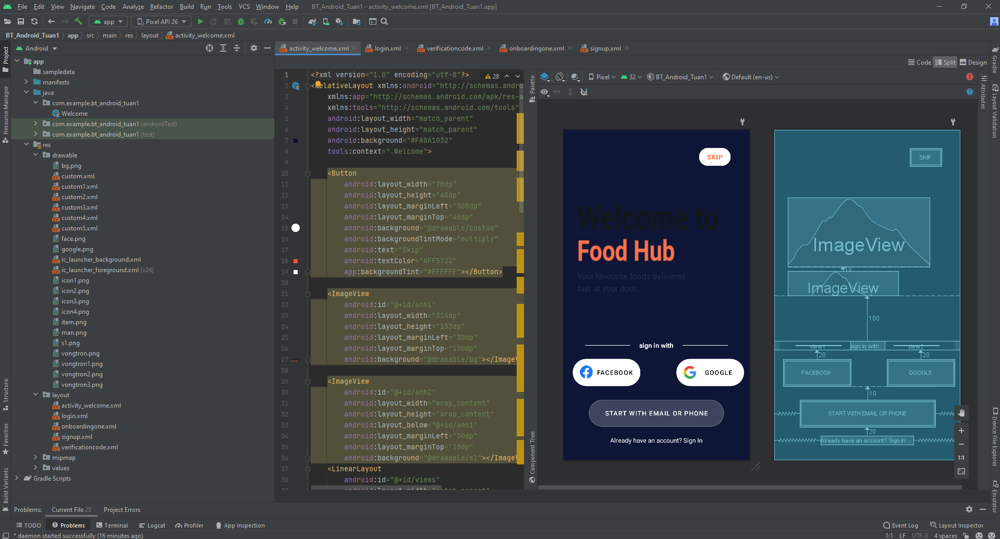 File Edit View Navigate Code Analyze Refactor Build Run Tools VCS Window Help BT_Android_Tuan1 - activity_welcome.xml [BT_Android_Tuan1.app]
app Pixel API 26
BT_Android_Tuan1 app src main res layout activity_welcome.xml
Android
activity_welcome.xml login.xml verificationcode.xml onboardingone.xml signup.xml
Code Split Design
Project
Resource Manager
Structure
Favorites
Build Variants
app
sampledata
manifests
java
com.example.bt_android_tuan1
Welcome
com.example.bt_android_tuan1 (androidTest)
com.example.bt_android_tuan1 (test)
res
drawable
bg.png
custom.xml
custom1.xml
custom2.xml
custom3.xml
custom4.xml
custom5.xml
face.png
google.png
ic_launcher_background.xml
ic_launcher_foreground.xml (v24)
icon1.png
icon2.png
icon3.png
icon4.png
item.png
man.png
s1.png
vongtron.png
vongtron1.png
vongtron2.png
vongtron3.png
layout
activity_welcome.xml
login.xml
onboardingone.xml
signup.xml
verificationcode.xml
mipmap
values
Gradle Scripts
28
1 <?xml version="1.0" encoding="utf-8"?>
2 <RelativeLayout xmlns:android="http://schemas.andro
3 xmlns:app="http://schemas.android.com/apk/res-a
4 xmlns:tools="http://schemas.android.com/tools"
5 android:layout_width="match_parent"
6 android:layout_height="match_parent"
7 android:background="#FA0A1032"
8 tools:context=".Welcome">
9
10 <Button
11 android:layout_width="70dp"
12 android:layout_height="40dp"
13 android:layout_marginLeft="300dp"
14 android:layout_marginTop="40dp"
15 android:background="@drawable/custom"
16 android:backgroundTintMode="multiply"
17 android:text="Skip"
18 android:textColor="#FF5722"
19 app:backgroundTint="#FFFFFF"></Button>
20
21 <ImageView
22 android:id="@+id/anh1"
23 android:layout_width="314dp"
24 android:layout_height="153dp"
25 android:layout_marginLeft="30dp"
26 android:layout_marginTop="150dp"
27 android:background="@drawable/bg"></ImageV
28
29 <ImageView
30 android:id="@+id/anh2"
31 android:layout_width="wrap_content"
32 android:layout_height="wrap_content"
33 android:layout_below="@+id/anh1"
34 android:layout_marginLeft="30dp"
35 android:layout_marginTop="10dp"
36 android:background="@drawable/s1"></ImageV
37 <LinearLayout
38 android:id="@+id/views"
Palette
Component Tree
Pixel 32 BT_Android_Tuan1 Default (en-us)
SKIP
Welcome to
Food Hub
Your favourite foods delivered
fast at your door.
sign in with
FACEBOOK GOOGLE
START WITH EMAIL OR PHONE
Already have an account? Sign In
SKIP
ImageView
10
ImageView
100
view1 sign in with view2
20 20
FACEBOOK GOOGLE
10
START WITH EMAIL OR PHONE
20
Already have an account? Sign In
1:1
Attributes
Gradle
Layout Validation
Device File Explorer
Emulator
Problems: Current File 28 Project Errors
TODO Problems Terminal Logcat Profiler App Inspection Event Log Layout Inspector
* daemon started successfully (16 minutes ago) 1:1 LF UTF-8 4 spaces